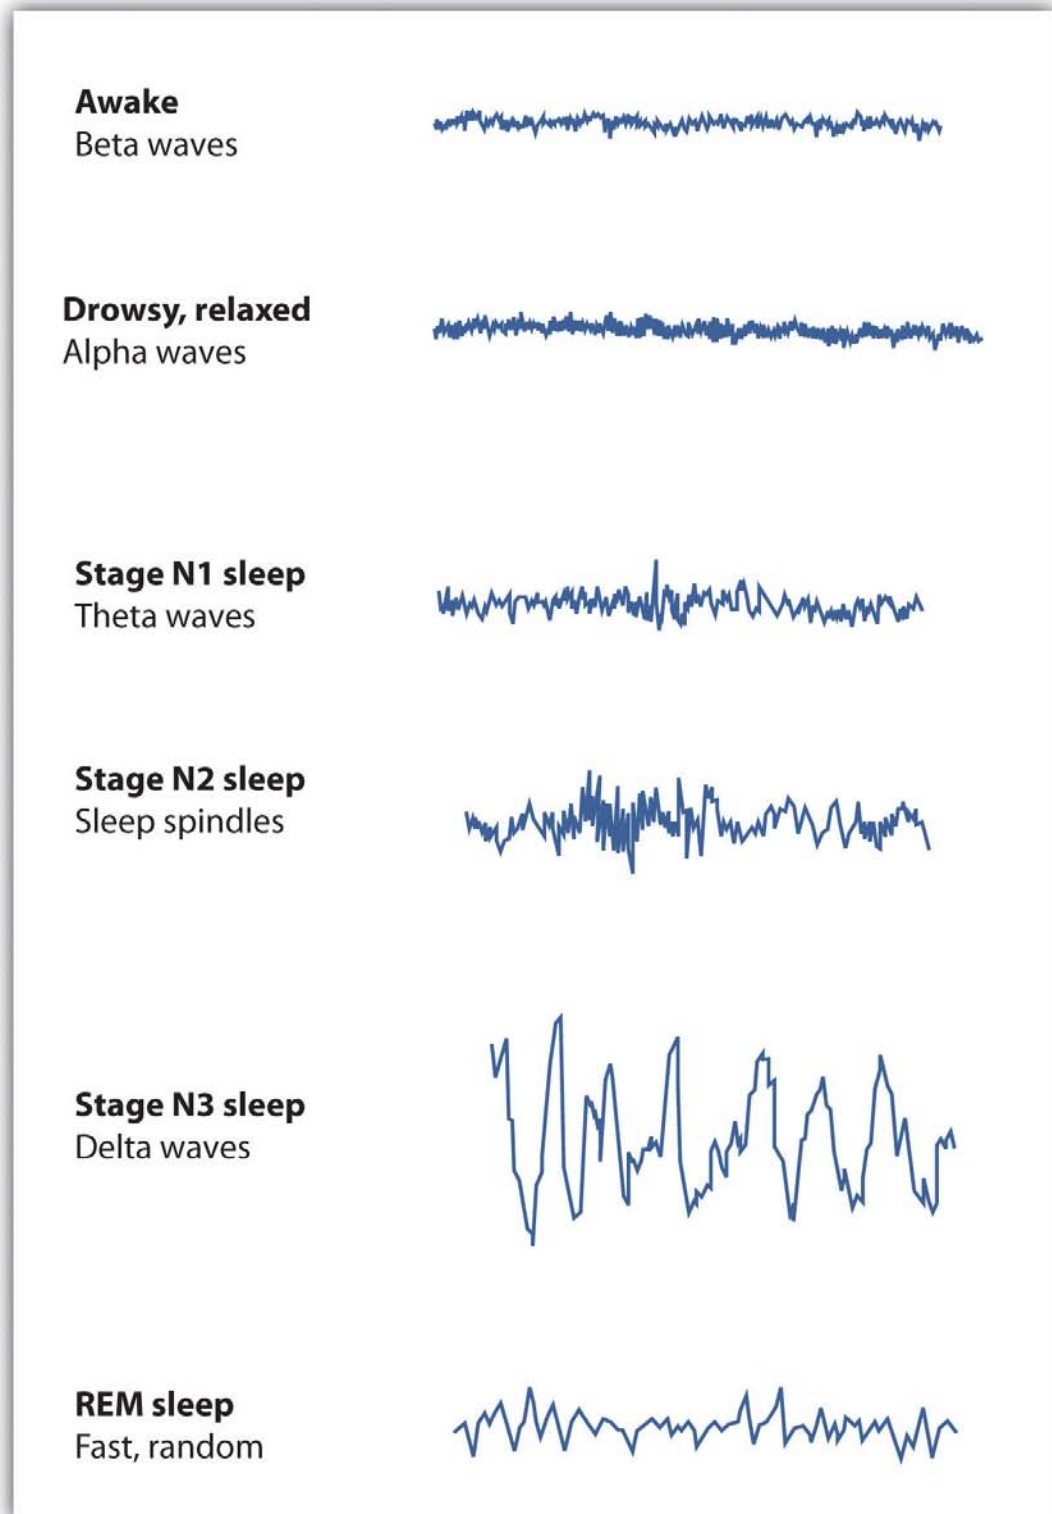 Awake
Beta waves
Drowsy, relaxed
Alpha waves
Stage N1 sleep
Theta waves
Stage N2 sleep
Sleep spindles
Stage N3 sleep
Delta waves
REM sleep
Fast, random